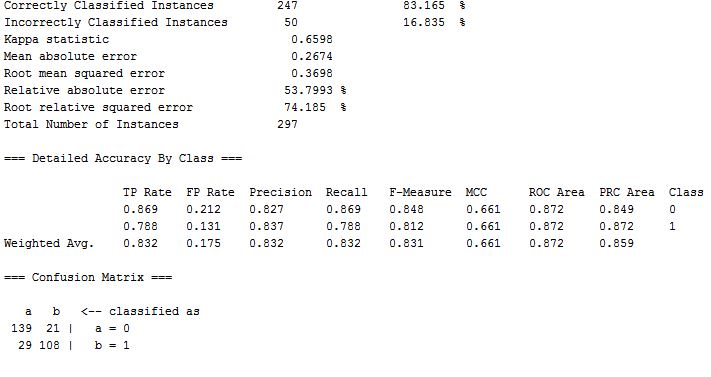 Correctly Classified Instances 247 83.165 %
Incorrectly Classified Instances 50 16.835 %
Kappa statistic 0.6598
Mean absolute error 0.2674
Root mean squared error 0.3698
Relative absolute error 53.7993 %
Root relative squared error 74.185 %
Total Number of Instances 297
=== Detailed Accuracy By Class ===
TP Rate FP Rate Precision Recall F-Measure MCC ROC Area PRC Area Class
0.869 0.212 0.827 0.869 0.848 0.661 0.872 0.849 0
0.788 0.131 0.837 0.788 0.812 0.661 0.872 0.872 1
Weighted Avg. 0.832 0.175 0.832 0.832 0.831 0.661 0.872 0.859
=== Confusion Matrix ===
a b <-- classified as
139 21 | a = 0
29 108 | b = 1